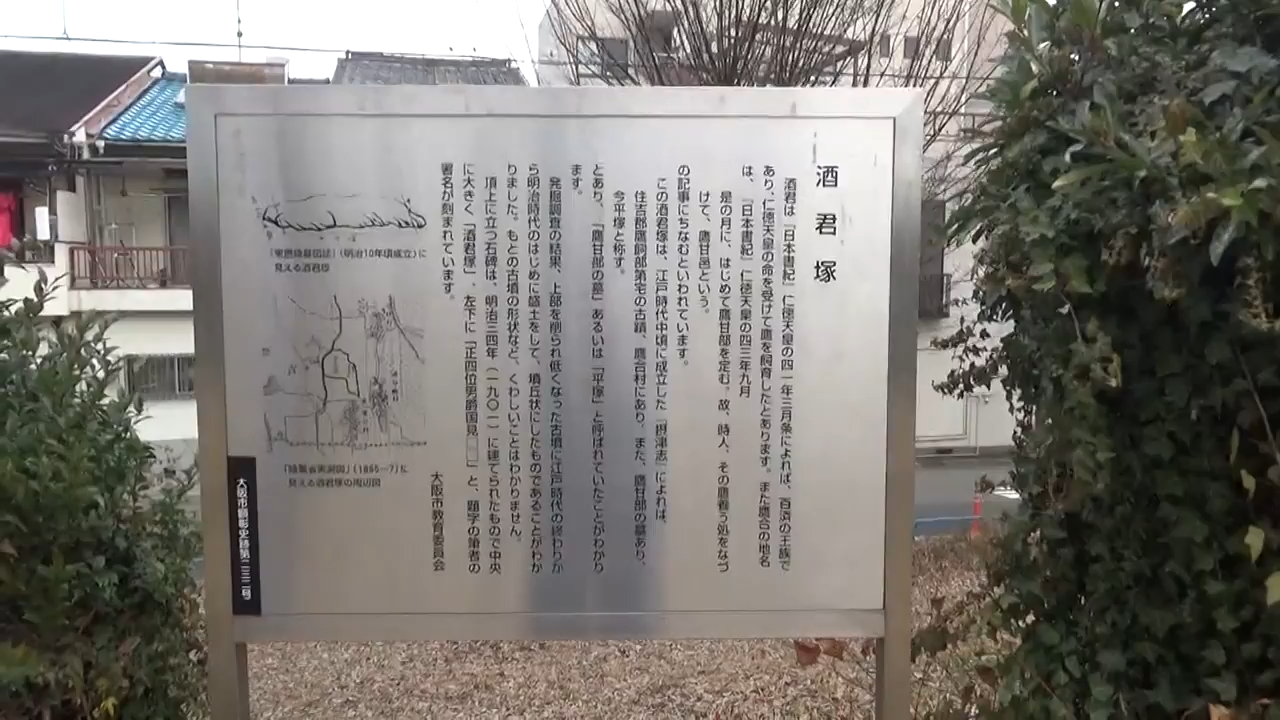 酒君塚
酒君は『日本書紀』仁徳天皇の四一年三月条によれば、百済の王族で
あり、仁徳天皇の命を受けて鷹を飼育したとあります。また鷹合の地名
は、『日本書紀』仁徳天皇の四三年九月
是の月に、はじめて鷹甘部を定む。故、時人、その鷹養う処をなづ
けて、鷹甘邑という。
の記事にちなむといわれています。
この酒君塚は、江戸時代中頃に成立した『摂津志』によれば、
住吉郡鷹飼部第宅の古蹟、鷹合村にあり、また、鷹甘部の墓あり、
今平塚と称す。
とあり、「鷹甘部の墓」あるいは「平塚」と呼ばれていたことがわかり
ます。
発掘調査の結果、上部を削られ低くなった古墳に江戸時代の終わりか
ら明治時代のはじめに盛土をして、墳丘状にしたものであることがわか
りました。もとの古墳の形状など、くわしいことはわかりません。
頂上に立つ石碑は、明治三四年(一九〇一)に建てられたもので中央
に大きく「酒君塚」、左下に「正四位男爵国見□」と、題字の筆者の
署名が刻まれています。
大阪市教育委員会
(明治10年頃成立)に
見える酒君塚
(1885–7)に
見える酒君塚の周辺図
大阪市顕彰史跡第二三二号